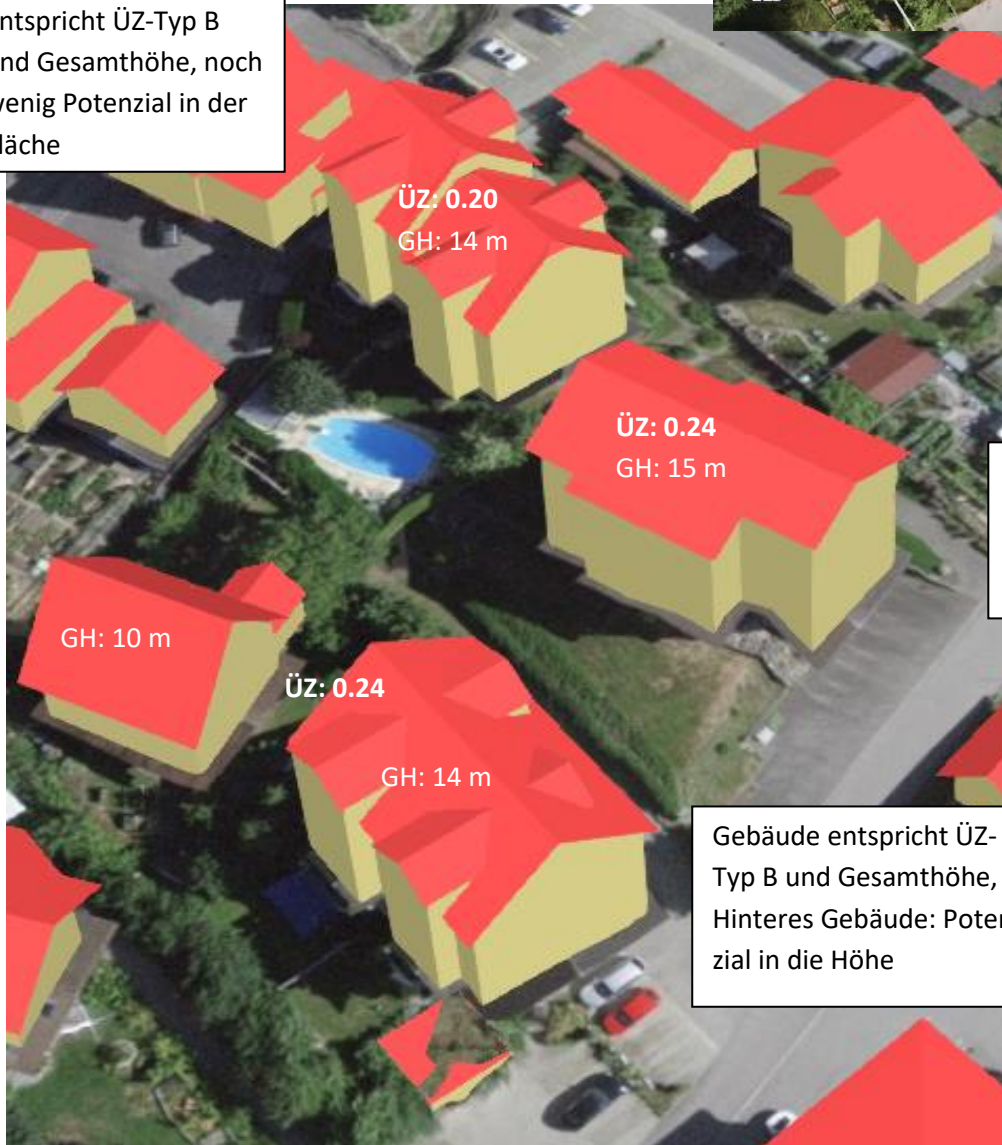 ntspricht ÜZ-Typ B
nd Gesamthöhe, noch
wenig Potenzial in der
läche
ÜZ: 0.20
GH: 14 m
ÜZ: 0.24
GH: 15 m
GH: 10 m
ÜZ: 0.24
GH: 14 m
Gebäude entspricht ÜZ-
Typ B und Gesamthöhe,
Hinteres Gebäude: Poten
zial in die Höhe